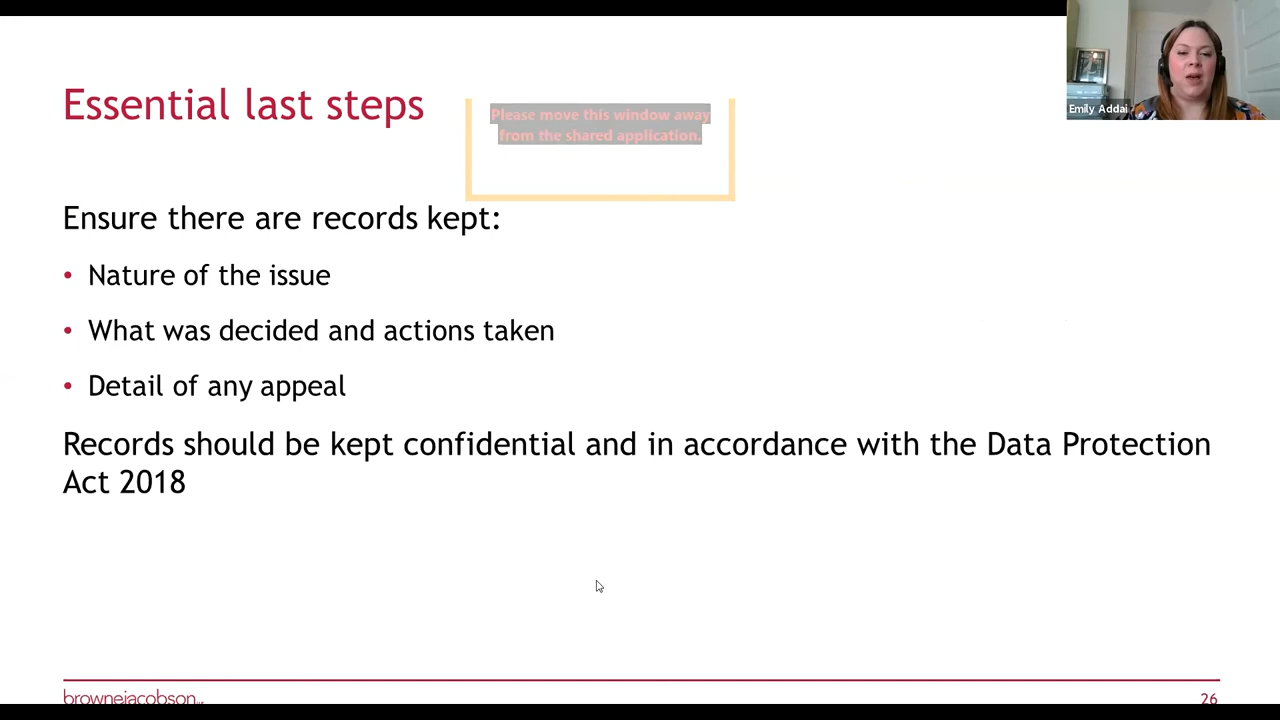 Essential last steps
Please move this window away
from the shared application.
Emily Addai
Ensure there are records kept:
• Nature of the issue
• What was decided and actions taken
• Detail of any appeal
Records should be kept confidential and in accordance with the Data Protection
Act 2018
brownejacobson
26